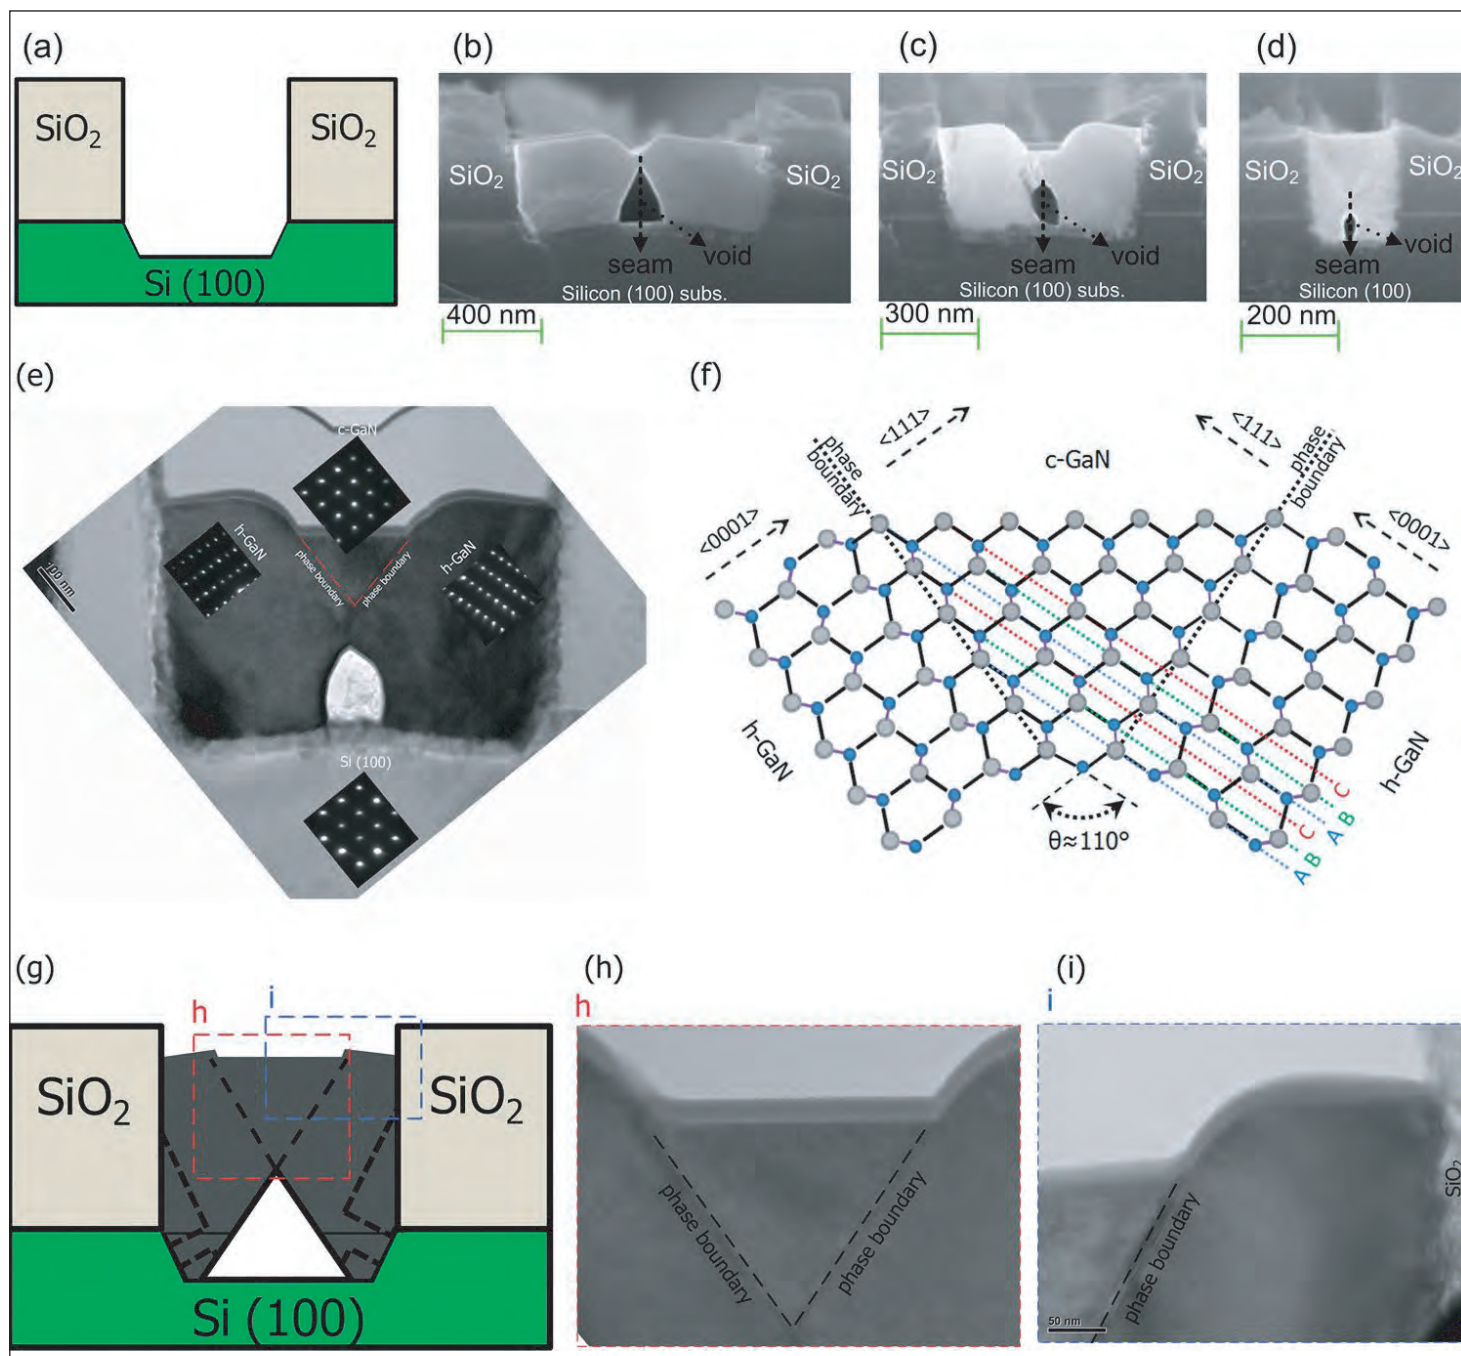 (a)
SiO2
SiO2
Si (100)
(b)
SiO2
SiO2
seam
void
Silicon (100) subs.
400 nm
(c)
SiO2
SiO2
seam
void
Silicon (100) subs.
300 nm
(d)
SiO2
SiO2
void
seam
Silicon (100)
200 nm
(e)
c-GaN
h-GaN
h-GaN
phase boundary
phase boundary
100 nm
Si (100)
(f)
<111>
<111>
phase
boundary
phase
boundary
c-GaN
<0001>
<0001>
h-GaN
h-GaN
θ≈110°
A
B
C
A
B
C
(g)
h
i
SiO2
SiO2
Si (100)
(h)
h
phase boundary
phase boundary
(i)
i
phase boundary
SiO2
50 nm